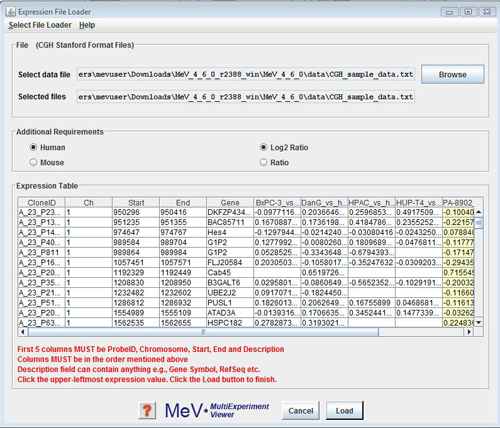 Expression File Loader
Select File Loader Help
File (CGH Stanford Format Files)
Select data file ers\mevuser\Downloads\MeV_4_6_0_r2388_win\MeV_4_6_0\data\CGH_sample_data.txt Browse
Selected files ers\mevuser\Downloads\MeV_4_6_0_r2388_win\MeV_4_6_0\data\CGH_sample_data.txt
Additional Requirements
Human Log2 Ratio
Mouse Ratio
Expression Table
CloneID Ch Start End Gene BxPC-3_vs... DanG_vs_h... HPAC_vs_h... HUP-T4_vs... PA-8902_
A_23_P23... 1 950296 950416 DKFZP434... -0.0977116... 0.2036646... 0.2596853... 0.4917509... -0.10040
A_23_P13... 1 951235 951355 BAC85711 0.1670887... 0.1736198... 0.4184786... 0.2355252... -0.22157
A_23_P14... 1 974647 974767 Hes4 -0.1297944... -0.0214240... -0.03080416 -0.0243250... 0.078840
A_23_P40... 1 989584 989704 G1P2 0.1277992... -0.0080260... 0.1809689... -0.0476811... -0.11777
A_23_P811 1 989864 989984 G1P2 0.0528525... -0.3343648... -0.6794393... -0.17147
A_23_P16... 1 1057451 1057571 FLJ20584 0.2030503... -0.1058017... -0.35247632 -0.0309203... -0.29435
A_23_P20... 1 1192329 1192449 Cab45 0.6519726... 0.715545
A_23_P35... 1 1208830 1208950 B3GALT6 0.0295801... -0.0860649... -0.5652352... -0.1029191... -0.20032
A_23_P21... 1 1232482 1232602 UBE2J2 0.0917071... -0.1824450... -0.11660
A_23_P51... 1 1286812 1286932 PUSL1 0.1826013... 0.2062649... 0.16755899 0.0468681... -0.11613
A_23_P20... 1 1554989 1555109 ATAD3A -0.0139316... 0.1706635... 0.3452441... 0.1477339... -0.03262
A_23_P63... 1 1562535 1562655 HSPC182 0.2782873... 0.3193021... 0.224836
First 5 columns MUST be ProbeID, Chromosome, Start, End and Description
Columns MUST be in the order mentioned above
Description field can contain anything e.g., Gene Symbol, RefSeq etc.
Click the upper-leftmost expression value. Click the Load button to finish.
? MeV MultiExperiment Viewer Cancel Load